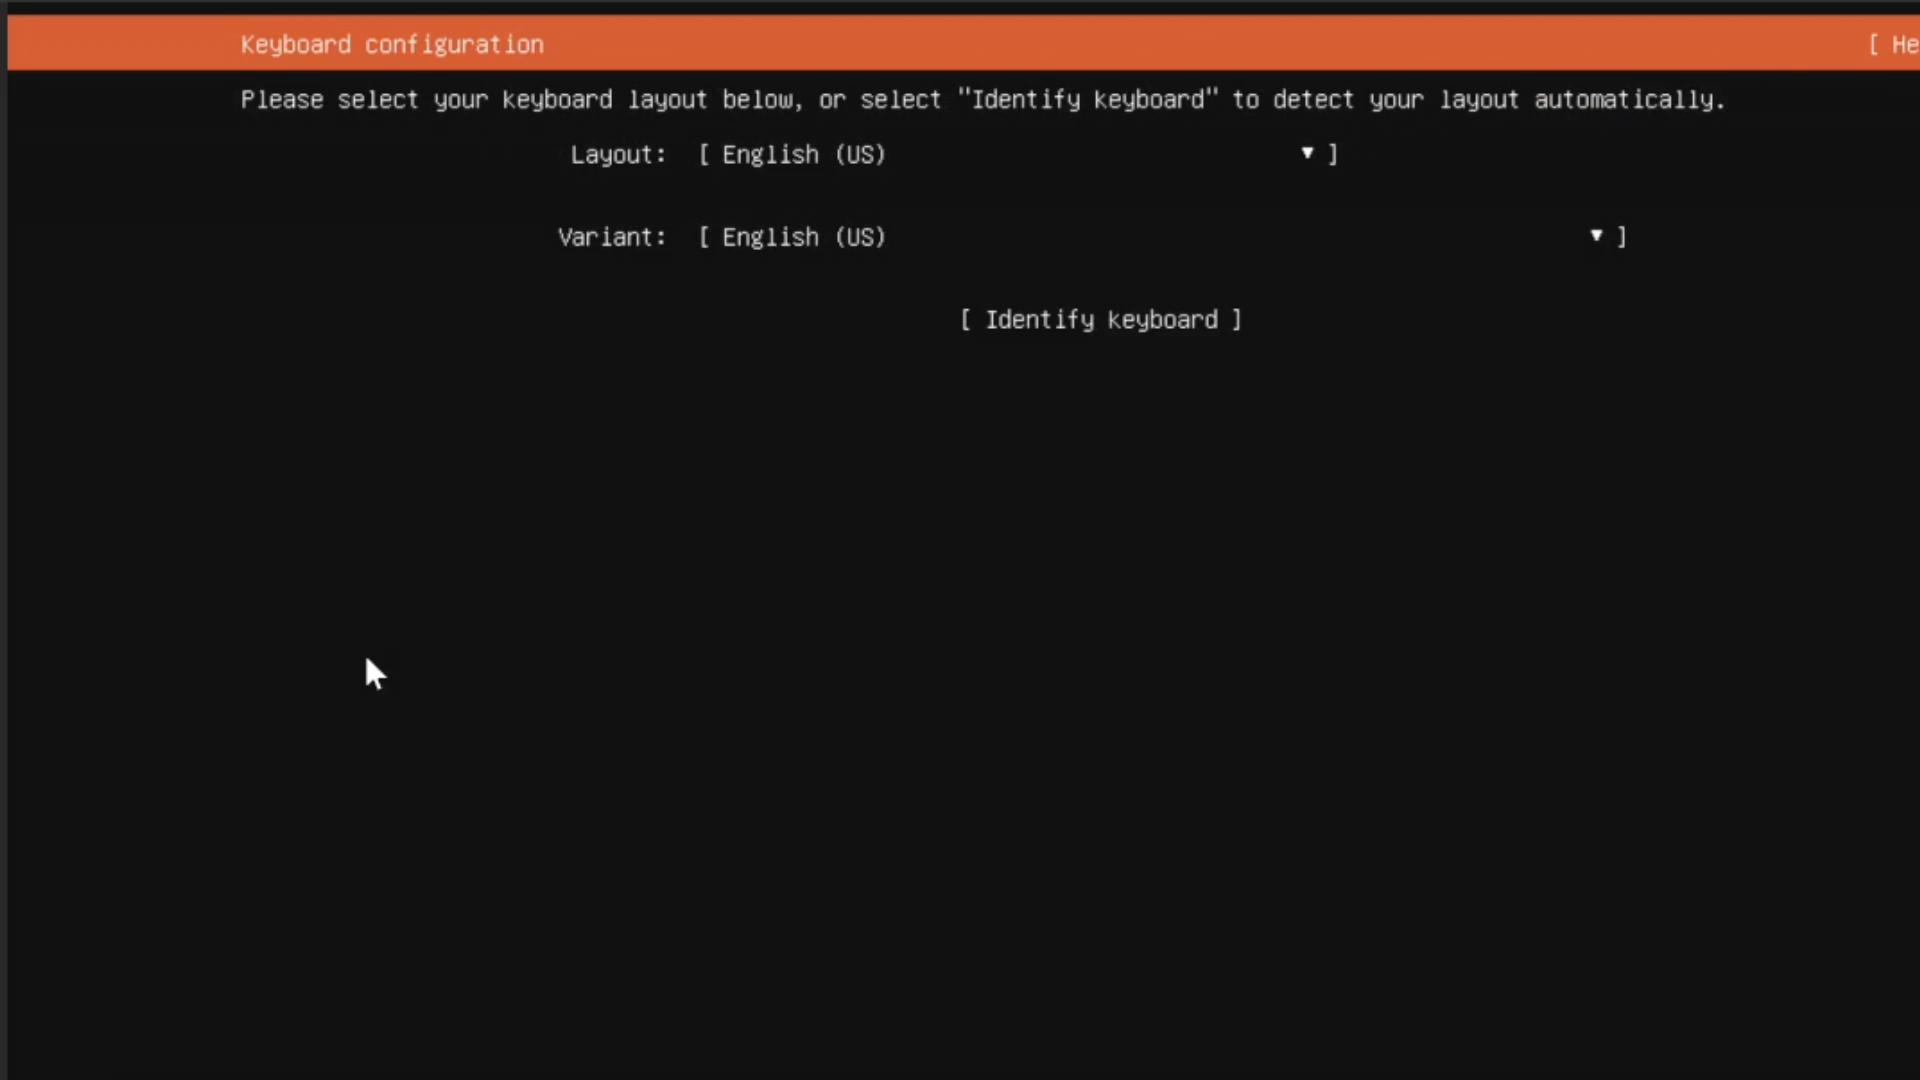 Keyboard configuration [ He
Please select your keyboard layout below, or select "Identify keyboard" to detect your layout automatically.
Layout: [ English (US) ▼ ]
Variant: [ English (US) ▼ ]
[ Identify keyboard ]